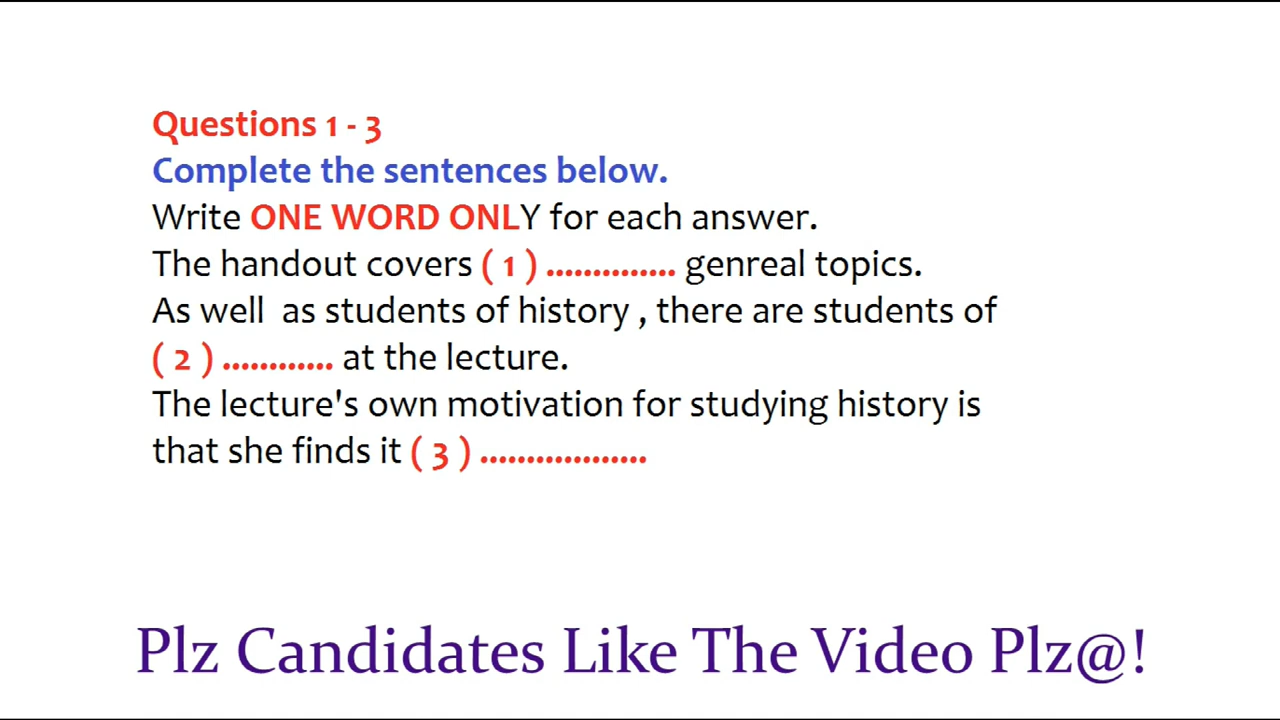 Questions 1 - 3
Complete the sentences below.
Write ONE WORD ONLY for each answer.
The handout covers ( 1 ) .............. genreal topics.
As well  as students of history , there are students of
( 2 ) ............ at the lecture.
The lecture's own motivation for studying history is
that she finds it ( 3 ) ..................
Plz Candidates Like The Video Plz@!